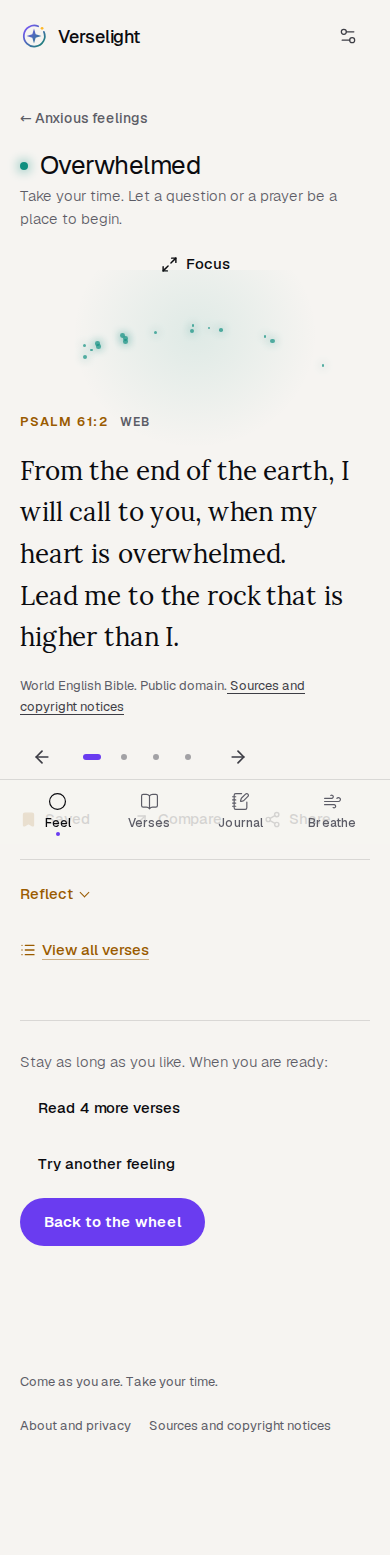 Verselight
← Anxious feelings
Overwhelmed
Take your time. Let a question or a prayer be a
place to begin.
Focus
PSALM 61:2 WEB
From the end of the earth, I
will call to you, when my
heart is overwhelmed.
Lead me to the rock that is
higher than I.
World English Bible. Public domain. Sources and
copyright notices
Saved Compare Share
Feel Verses Journal Breathe
Reflect
View all verses
Stay as long as you like. When you are ready:
Read 4 more verses
Try another feeling
Back to the wheel
Come as you are. Take your time.
About and privacy Sources and copyright notices